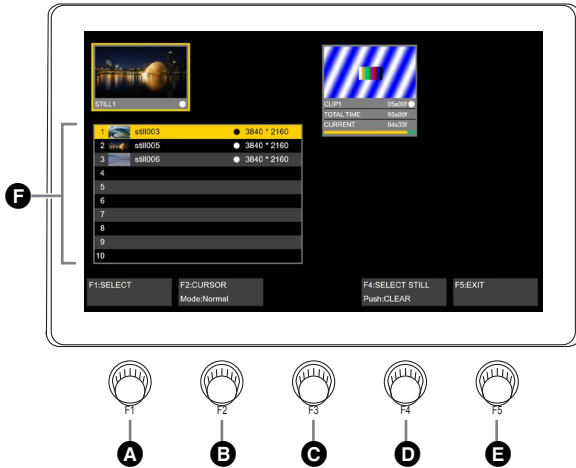 STILL1
CLIP1 05s00f
TOTAL TIME 05s00f
CURRENT 04s33f
1 still003 3840 * 2160
2 still005 3840 * 2160
3 still006 3840 * 2160
4
5
6
7
8
9
10
F
F1:SELECT
F2:CURSOR
Mode:Normal
F4:SELECT STILL
Push:CLEAR
F5:EXIT
F1 F2 F3 F4 F5
A B C D E